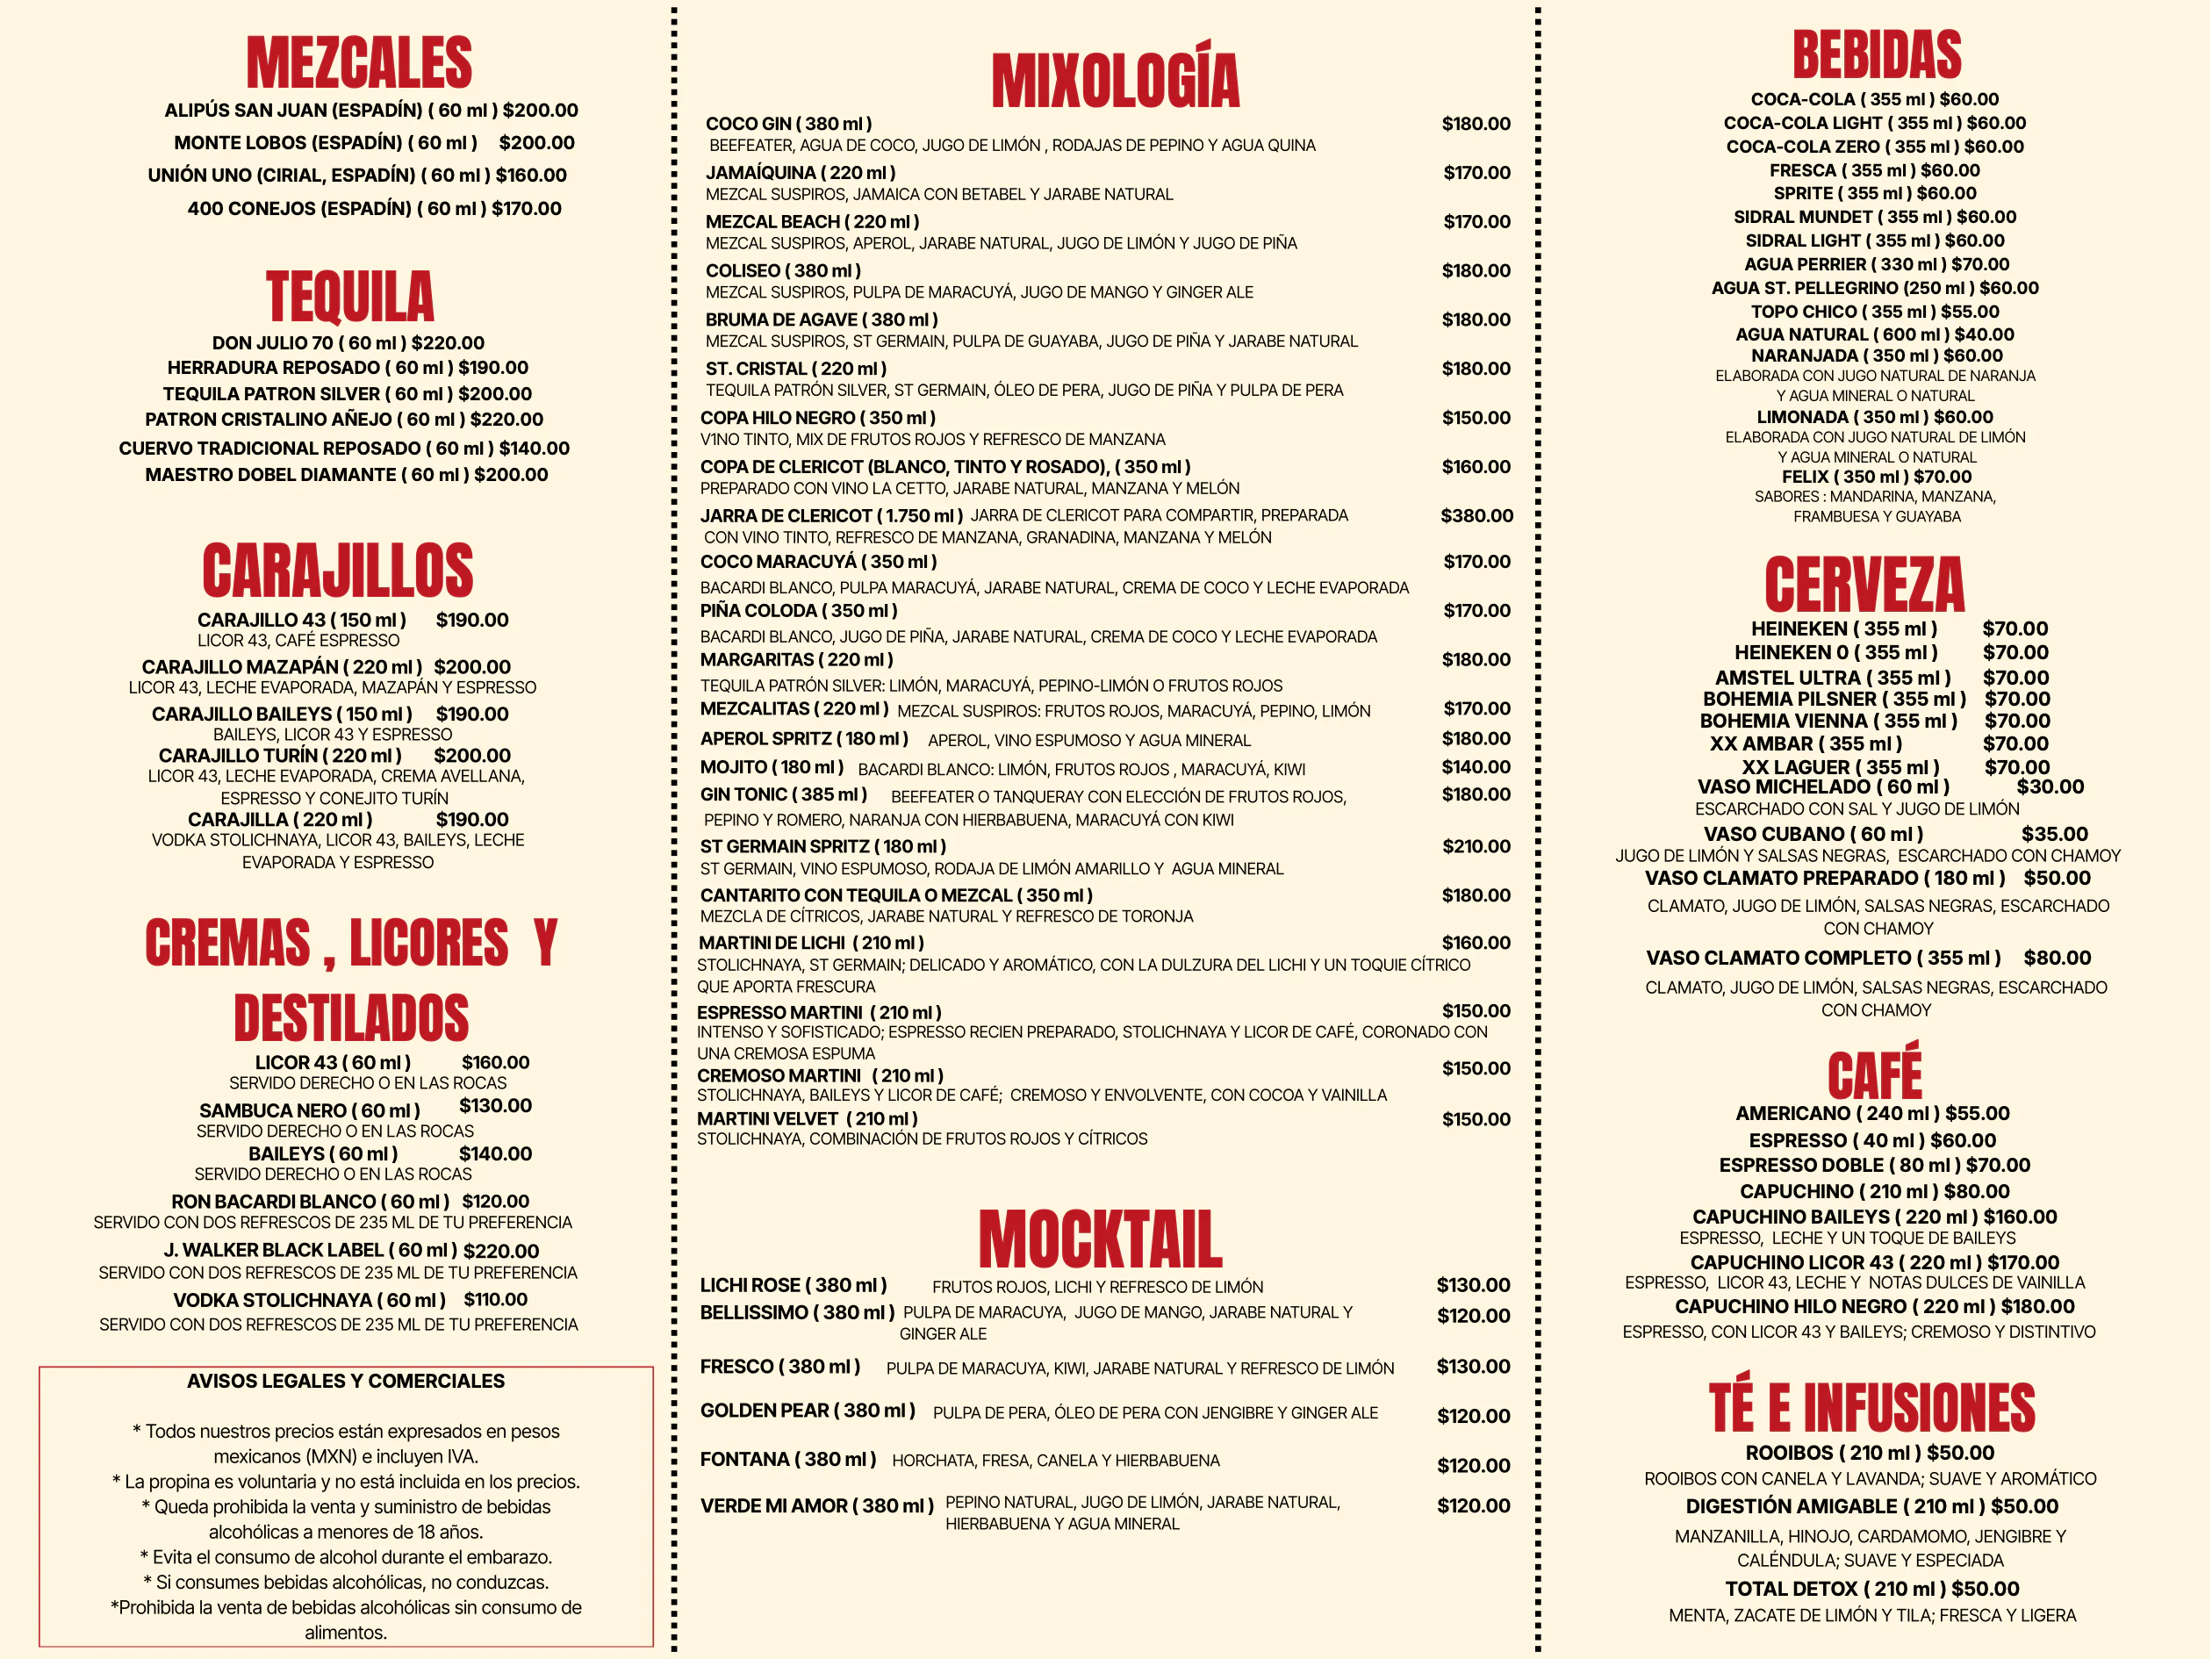 MEZCALES
ALIPÚS SAN JUAN (ESPADÍN) ( 60 ml ) $200.00
MONTE LOBOS (ESPADÍN) ( 60 ml ) $200.00
UNIÓN UNO (CIRIAL, ESPADÍN) ( 60 ml ) $160.00
400 CONEJOS (ESPADÍN) ( 60 ml ) $170.00
TEQUILA
DON JULIO 70 ( 60 ml ) $220.00
HERRADURA REPOSADO ( 60 ml ) $190.00
TEQUILA PATRON SILVER ( 60 ml ) $200.00
PATRON CRISTALINO AÑEJO ( 60 ml ) $220.00
CUERVO TRADICIONAL REPOSADO ( 60 ml ) $140.00
MAESTRO DOBEL DIAMANTE ( 60 ml ) $200.00
CARAJILLOS
CARAJILLO 43 ( 150 ml ) $190.00
LICOR 43, CAFÉ ESPRESSO
CARAJILLO MAZAPÁN ( 220 ml ) $200.00
LICOR 43, LECHE EVAPORADA, MAZAPÁN Y ESPRESSO
CARAJILLO BAILEYS ( 150 ml ) $190.00
BAILEYS, LICOR 43 Y ESPRESSO
CARAJILLO TURÍN ( 220 ml ) $200.00
LICOR 43, LECHE EVAPORADA, CREMA AVELLANA,
ESPRESSO Y CONEJITO TURÍN
CARAJILLA ( 220 ml ) $190.00
VODKA STOLICHNAYA, LICOR 43, BAILEYS, LECHE
EVAPORADA Y ESPRESSO
CREMAS , LICORES Y
DESTILADOS
LICOR 43 ( 60 ml ) $160.00
SERVIDO DERECHO O EN LAS ROCAS
SAMBUCA NERO ( 60 ml ) $130.00
SERVIDO DERECHO O EN LAS ROCAS
BAILEYS ( 60 ml ) $140.00
SERVIDO DERECHO O EN LAS ROCAS
RON BACARDI BLANCO ( 60 ml ) $120.00
SERVIDO CON DOS REFRESCOS DE 235 ML DE TU PREFERENCIA
J. WALKER BLACK LABEL ( 60 ml ) $220.00
SERVIDO CON DOS REFRESCOS DE 235 ML DE TU PREFERENCIA
VODKA STOLICHNAYA ( 60 ml ) $110.00
SERVIDO CON DOS REFRESCOS DE 235 ML DE TU PREFERENCIA
AVISOS LEGALES Y COMERCIALES
* Todos nuestros precios están expresados en pesos
mexicanos (MXN) e incluyen IVA.
* La propina es voluntaria y no está incluida en los precios.
* Queda prohibida la venta y suministro de bebidas
alcohólicas a menores de 18 años.
* Evita el consumo de alcohol durante el embarazo.
* Si consumes bebidas alcohólicas, no conduzcas.
*Prohibida la venta de bebidas alcohólicas sin consumo de
alimentos.
MIXOLOGÍA
COCO GIN ( 380 ml ) $180.00
BEEFEATER, AGUA DE COCO, JUGO DE LIMÓN , RODAJAS DE PEPINO Y AGUA QUINA
JAMAÍQUINA ( 220 ml ) $170.00
MEZCAL SUSPIROS, JAMAICA CON BETABEL Y JARABE NATURAL
MEZCAL BEACH ( 220 ml ) $170.00
MEZCAL SUSPIROS, APEROL, JARABE NATURAL, JUGO DE LIMÓN Y JUGO DE PIÑA
COLISEO ( 380 ml ) $180.00
MEZCAL SUSPIROS, PULPA DE MARACUYÁ, JUGO DE MANGO Y GINGER ALE
BRUMA DE AGAVE ( 380 ml ) $180.00
MEZCAL SUSPIROS, ST GERMAIN, PULPA DE GUAYABA, JUGO DE PIÑA Y JARABE NATURAL
ST. CRISTAL ( 220 ml ) $180.00
TEQUILA PATRÓN SILVER, ST GERMAIN, ÓLEO DE PERA, JUGO DE PIÑA Y PULPA DE PERA
COPA HILO NEGRO ( 350 ml ) $150.00
V1NO TINTO, MIX DE FRUTOS ROJOS Y REFRESCO DE MANZANA
COPA DE CLERICOT (BLANCO, TINTO Y ROSADO), ( 350 ml ) $160.00
PREPARADO CON VINO LA CETTO, JARABE NATURAL, MANZANA Y MELÓN
JARRA DE CLERICOT ( 1.750 ml ) JARRA DE CLERICOT PARA COMPARTIR, PREPARADA $380.00
CON VINO TINTO, REFRESCO DE MANZANA, GRANADINA, MANZANA Y MELÓN
COCO MARACUYÁ ( 350 ml ) $170.00
BACARDI BLANCO, PULPA MARACUYÁ, JARABE NATURAL, CREMA DE COCO Y LECHE EVAPORADA
PIÑA COLODA ( 350 ml ) $170.00
BACARDI BLANCO, JUGO DE PIÑA, JARABE NATURAL, CREMA DE COCO Y LECHE EVAPORADA
MARGARITAS ( 220 ml ) $180.00
TEQUILA PATRÓN SILVER: LIMÓN, MARACUYÁ, PEPINO-LIMÓN O FRUTOS ROJOS
MEZCALITAS ( 220 ml ) MEZCAL SUSPIROS: FRUTOS ROJOS, MARACUYÁ, PEPINO, LIMÓN $170.00
APEROL SPRITZ ( 180 ml ) APEROL, VINO ESPUMOSO Y AGUA MINERAL $180.00
MOJITO ( 180 ml ) BACARDI BLANCO: LIMÓN, FRUTOS ROJOS , MARACUYÁ, KIWI $140.00
GIN TONIC ( 385 ml ) BEEFEATER O TANQUERAY CON ELECCIÓN DE FRUTOS ROJOS, $180.00
PEPINO Y ROMERO, NARANJA CON HIERBABUENA, MARACUYÁ CON KIWI
ST GERMAIN SPRITZ ( 180 ml ) $210.00
ST GERMAIN, VINO ESPUMOSO, RODAJA DE LIMÓN AMARILLO Y AGUA MINERAL
CANTARITO CON TEQUILA O MEZCAL ( 350 ml ) $180.00
MEZCLA DE CÍTRICOS, JARABE NATURAL Y REFRESCO DE TORONJA
MARTINI DE LICHI ( 210 ml ) $160.00
STOLICHNAYA, ST GERMAIN; DELICADO Y AROMÁTICO, CON LA DULZURA DEL LICHI Y UN TOQUIE CÍTRICO
QUE APORTA FRESCURA
ESPRESSO MARTINI ( 210 ml ) $150.00
INTENSO Y SOFISTICADO; ESPRESSO RECIEN PREPARADO, STOLICHNAYA Y LICOR DE CAFÉ, CORONADO CON
UNA CREMOSA ESPUMA
CREMOSO MARTINI ( 210 ml ) $150.00
STOLICHNAYA, BAILEYS Y LICOR DE CAFÉ; CREMOSO Y ENVOLVENTE, CON COCOA Y VAINILLA
MARTINI VELVET ( 210 ml ) $150.00
STOLICHNAYA, COMBINACIÓN DE FRUTOS ROJOS Y CÍTRICOS
MOCKTAIL
LICHI ROSE ( 380 ml ) FRUTOS ROJOS, LICHI Y REFRESCO DE LIMÓN $130.00
BELLISSIMO ( 380 ml ) PULPA DE MARACUYA, JUGO DE MANGO, JARABE NATURAL Y $120.00
GINGER ALE
FRESCO ( 380 ml ) PULPA DE MARACUYA, KIWI, JARABE NATURAL Y REFRESCO DE LIMÓN $130.00
GOLDEN PEAR ( 380 ml ) PULPA DE PERA, ÓLEO DE PERA CON JENGIBRE Y GINGER ALE $120.00
FONTANA ( 380 ml ) HORCHATA, FRESA, CANELA Y HIERBABUENA $120.00
VERDE MI AMOR ( 380 ml ) PEPINO NATURAL, JUGO DE LIMÓN, JARABE NATURAL, $120.00
HIERBABUENA Y AGUA MINERAL
BEBIDAS
COCA-COLA ( 355 ml ) $60.00
COCA-COLA LIGHT ( 355 ml ) $60.00
COCA-COLA ZERO ( 355 ml ) $60.00
FRESCA ( 355 ml ) $60.00
SPRITE ( 355 ml ) $60.00
SIDRAL MUNDET ( 355 ml ) $60.00
SIDRAL LIGHT ( 355 ml ) $60.00
AGUA PERRIER ( 330 ml ) $70.00
AGUA ST. PELLEGRINO (250 ml ) $60.00
TOPO CHICO ( 355 ml ) $55.00
AGUA NATURAL ( 600 ml ) $40.00
NARANJADA ( 350 ml ) $60.00
ELABORADA CON JUGO NATURAL DE NARANJA
Y AGUA MINERAL O NATURAL
LIMONADA ( 350 ml ) $60.00
ELABORADA CON JUGO NATURAL DE LIMÓN
Y AGUA MINERAL O NATURAL
FELIX ( 350 ml ) $70.00
SABORES : MANDARINA, MANZANA,
FRAMBUESA Y GUAYABA
CERVEZA
HEINEKEN ( 355 ml ) $70.00
HEINEKEN 0 ( 355 ml ) $70.00
AMSTEL ULTRA ( 355 ml ) $70.00
BOHEMIA PILSNER ( 355 ml ) $70.00
BOHEMIA VIENNA ( 355 ml ) $70.00
XX AMBAR ( 355 ml ) $70.00
XX LAGUER ( 355 ml ) $70.00
VASO MICHELADO ( 60 ml ) $30.00
ESCARCHADO CON SAL Y JUGO DE LIMÓN
VASO CUBANO ( 60 ml ) $35.00
JUGO DE LIMÓN Y SALSAS NEGRAS, ESCARCHADO CON CHAMOY
VASO CLAMATO PREPARADO ( 180 ml ) $50.00
CLAMATO, JUGO DE LIMÓN, SALSAS NEGRAS, ESCARCHADO
CON CHAMOY
VASO CLAMATO COMPLETO ( 355 ml ) $80.00
CLAMATO, JUGO DE LIMÓN, SALSAS NEGRAS, ESCARCHADO
CON CHAMOY
CAFÉ
AMERICANO ( 240 ml ) $55.00
ESPRESSO ( 40 ml ) $60.00
ESPRESSO DOBLE ( 80 ml ) $70.00
CAPUCHINO ( 210 ml ) $80.00
CAPUCHINO BAILEYS ( 220 ml ) $160.00
ESPRESSO, LECHE Y UN TOQUE DE BAILEYS
CAPUCHINO LICOR 43 ( 220 ml ) $170.00
ESPRESSO, LICOR 43, LECHE Y NOTAS DULCES DE VAINILLA
CAPUCHINO HILO NEGRO ( 220 ml ) $180.00
ESPRESSO, CON LICOR 43 Y BAILEYS; CREMOSO Y DISTINTIVO
TÉ E INFUSIONES
ROOIBOS ( 210 ml ) $50.00
ROOIBOS CON CANELA Y LAVANDA; SUAVE Y AROMÁTICO
DIGESTIÓN AMIGABLE ( 210 ml ) $50.00
MANZANILLA, HINOJO, CARDAMOMO, JENGIBRE Y
CALÉNDULA; SUAVE Y ESPECIADA
TOTAL DETOX ( 210 ml ) $50.00
MENTA, ZACATE DE LIMÓN Y TILA; FRESCA Y LIGERA